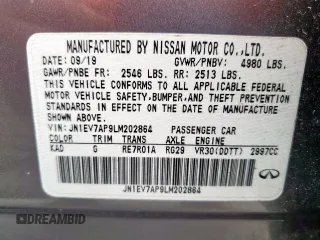 MANUFACTURED BY NISSAN MOTOR CO.,LTD.
DATE: 09/19 GVWR/PNBV: 4980 LBS.
GAWR/PNBE FR: 2546 LBS. RR: 2513 LBS.
THIS VEHICLE CONFORMS TO ALL APPLICABLE
FEDERAL MOTOR VEHICLE SAFETY,
BUMPER, AND THEFT PREVENTION
STANDARDS IN EFFECT ON THE DATE OF
MANUFACTURE SHOWN ABOVE.
VIN: JN1EV7AP9LM202864 PASSENGER CAR
COLOR TRIM TRANS AXLE ENGINE
KAD G RE7R01A RG29 VR30(DDTT) 2997CC
JN1EV7AP9LM202864
INFINITI
DREAMBID